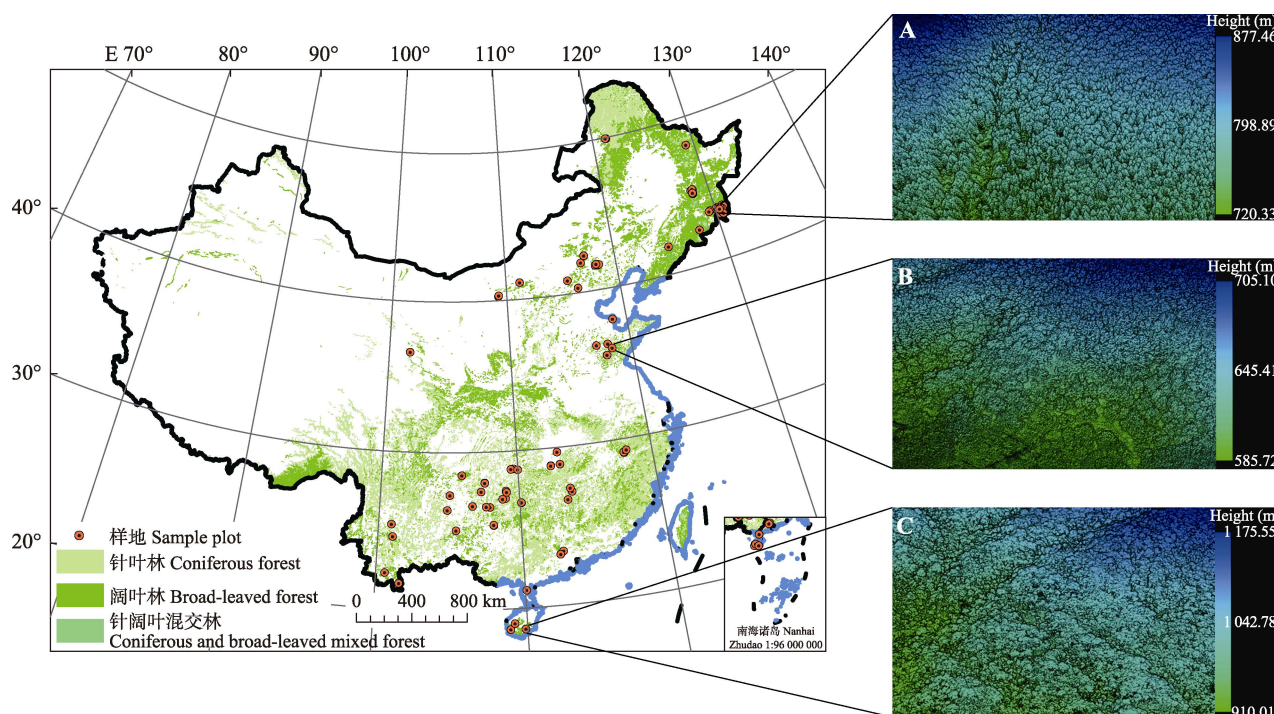 E 70°
80°
90°
100°
110°
120°
130°
140°
40°
30°
20°
样地 Sample plot
针叶林 Coniferous forest
阔叶林 Broad-leaved forest
针阔叶混交林
Coniferous and broad-leaved mixed forest
0 400 800 km
南海诸岛 Nanhai
Zhudao 1:96 000 000
A
Height (m)
877.46
798.89
720.33
B
Height (m)
705.10
645.41
585.72
C
Height (m)
1 175.55
1 042.78
910.01